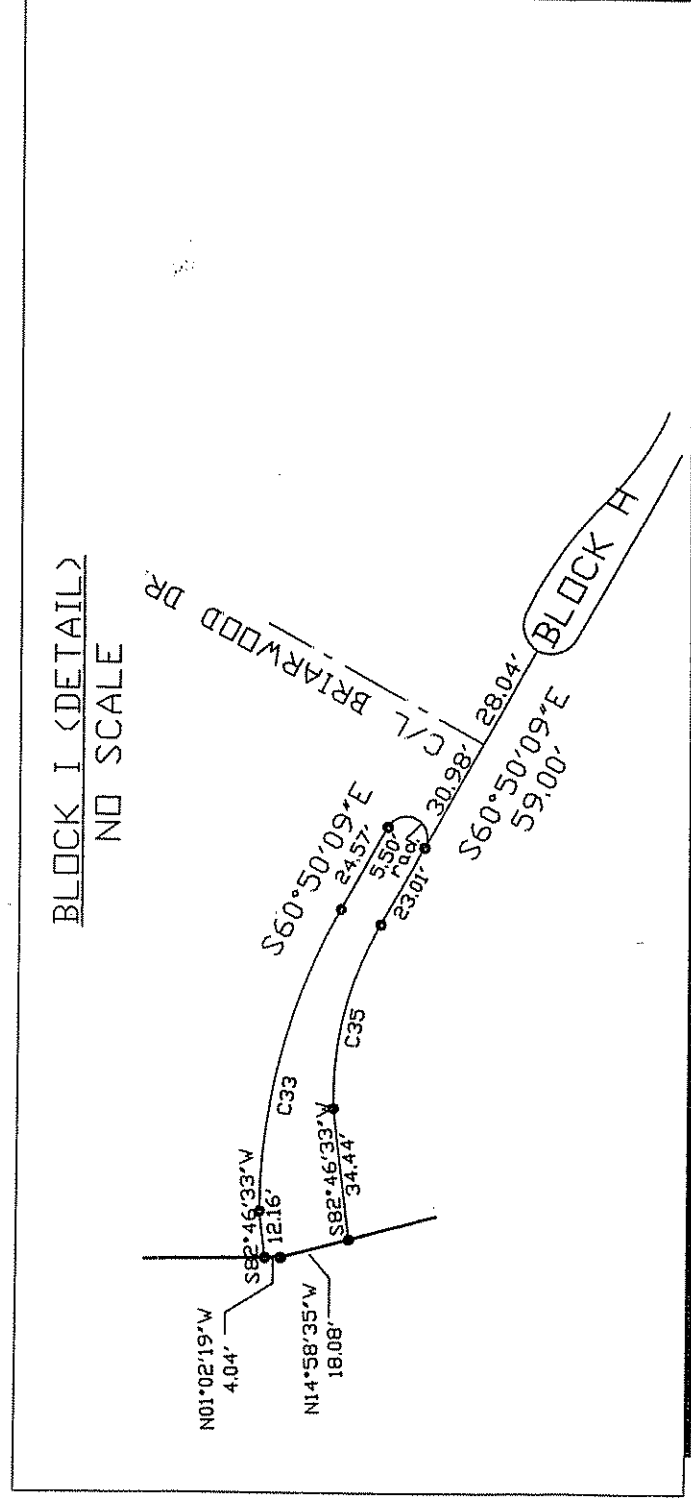 BLOCK I (DETAIL)
NO SCALE
C/L BRIARWOOD DR.
N01°02'19"W
4.04'
S82°46'33"W
12.16'
C33
S60°50'09"E
24.57'
5.50'
rad.
N14°58'35"W
18.08'
S82°46'33"W
34.44'
C35
23.01'
30.98'
28.04'
S60°50'09"E
59.00'
BLOCK H